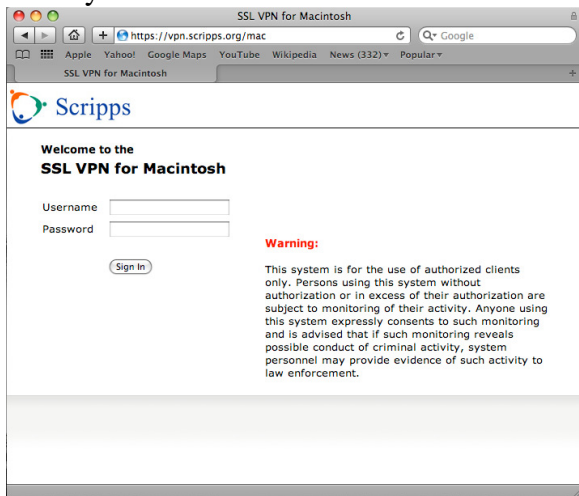 SSL VPN for Macintosh
https://vpn.scripps.org/mac
Google
Apple Yahoo! Google Maps YouTube Wikipedia News (332) Popular
SSL VPN for Macintosh
Scripps
Welcome to the
SSL VPN for Macintosh
Username
Password
Sign In
Warning:
This system is for the use of authorized clients
only. Persons using this system without
authorization or in excess of their authorization are
subject to monitoring of their activity. Anyone using
this system expressly consents to such monitoring
and is advised that if such monitoring reveals
possible conduct of criminal activity, system
personnel may provide evidence of such activity to
law enforcement.